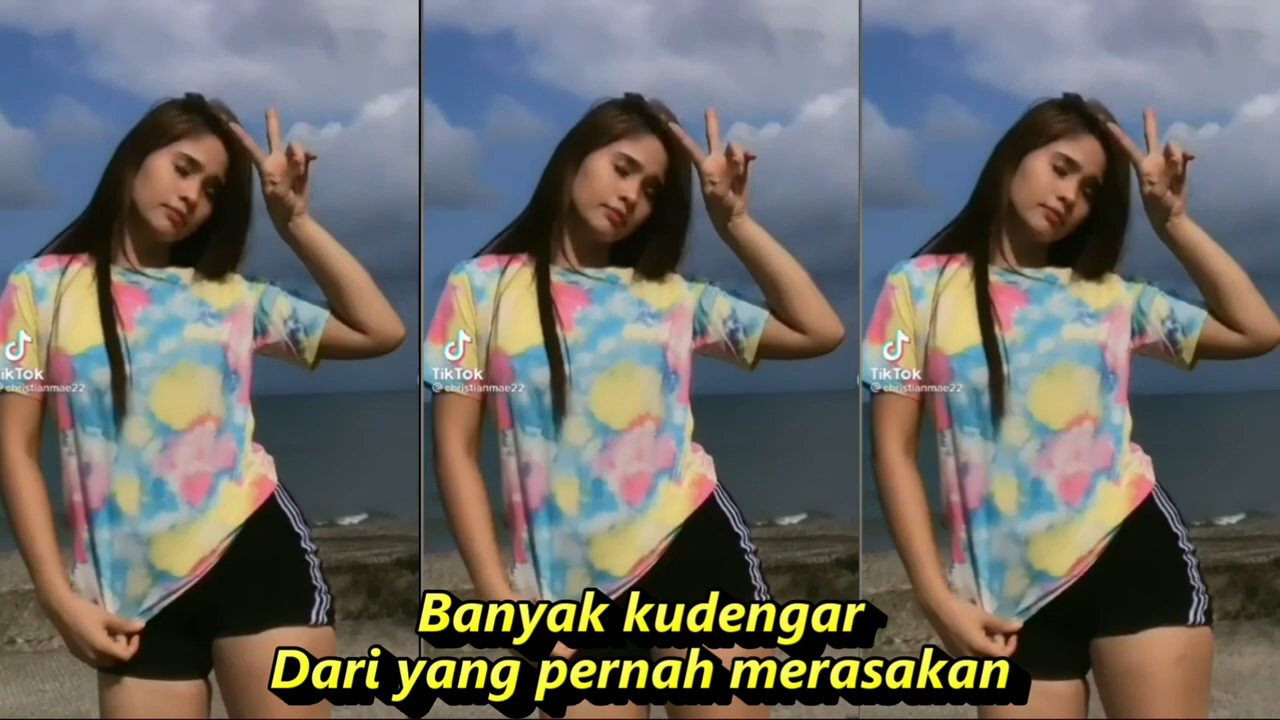 TikTok
@christianmae22
TikTok
@christianmae22
TikTok
@christianmae22
Banyak kudengar
Dari yang pernah merasakan